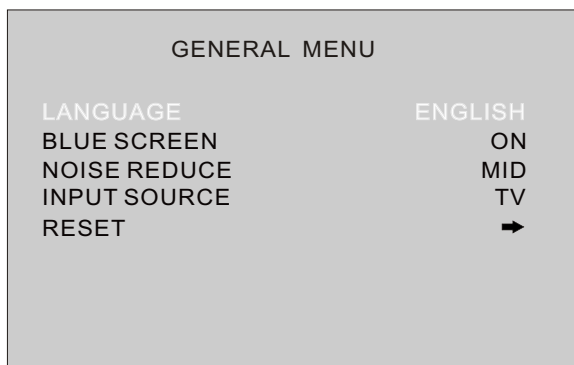 GENERAL MENU
LANGUAGE ENGLISH
BLUE SCREEN ON
NOISE REDUCE MID
INPUT SOURCE TV
RESET